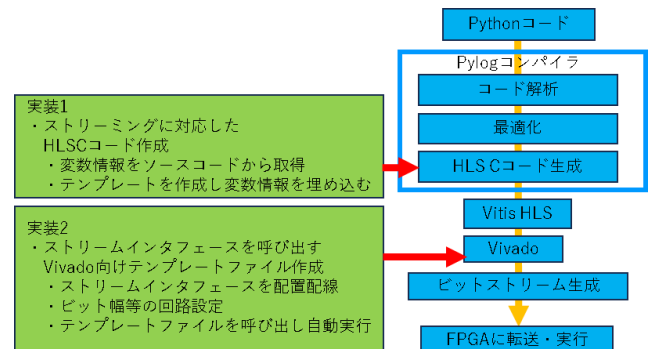 Pythonコード
Pylogコンパイラ
コード解析
最適化
HLS Cコード生成
Vitis HLS
Vivado
ビットストリーム生成
FPGAに転送・実行
実装1
・ストリーミングに対応した
HLSCコード作成
・変数情報をソースコードから取得
・テンプレートを作成し変数情報を埋め込む
実装2
・ストリームインタフェースを呼び出す
Vivado向けテンプレートファイル作成
・ストリームインタフェースを配置配線
・ビット幅等の回路設定
・テンプレートファイルを呼び出し自動実行